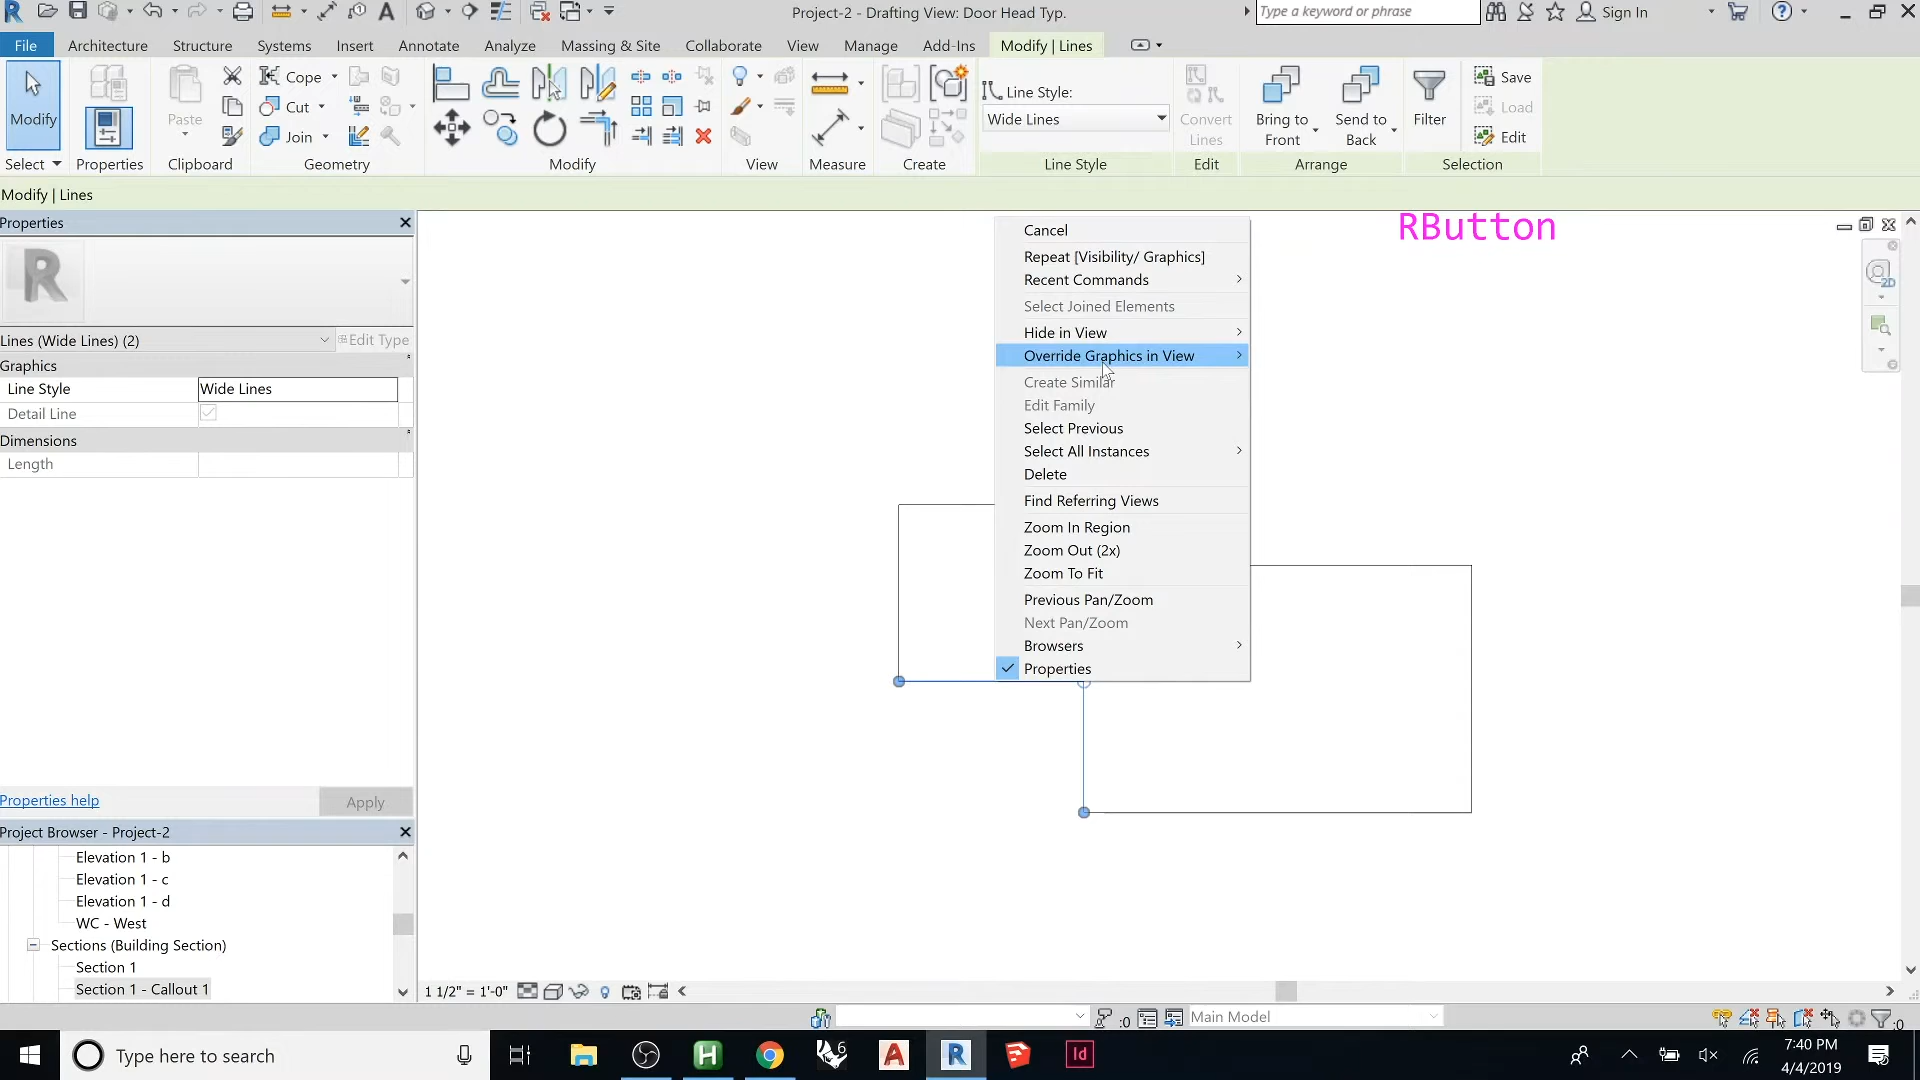 Project-2 - Drafting View: Door Head Typ.
Type a keyword or phrase
Sign In
File
Architecture
Structure
Systems
Insert
Annotate
Analyze
Massing & Site
Collaborate
View
Manage
Add-Ins
Modify | Lines
Modify
Paste
Cope
Cut
Join
Line Style:
Wide Lines
Convert
Lines
Bring to
Front
Send to
Back
Filter
Save
Load
Edit
Select
Properties
Clipboard
Geometry
Modify
View
Measure
Create
Line Style
Edit
Arrange
Selection
Modify | Lines
Properties
RButton
2D
R
Lines (Wide Lines) (2)
Edit Type
Graphics
Line Style
Wide Lines
Detail Line
Dimensions
Length
Properties help
Apply
Cancel
Repeat [Visibility/ Graphics]
Recent Commands
Select Joined Elements
Hide in View
Override Graphics in View
Create Similar
Edit Family
Select Previous
Select All Instances
Delete
Find Referring Views
Zoom In Region
Zoom Out (2x)
Zoom To Fit
Previous Pan/Zoom
Next Pan/Zoom
Browsers
Properties
Project Browser - Project-2
Elevation 1 - b
Elevation 1 - c
Elevation 1 - d
WC - West
Sections (Building Section)
Section 1
Section 1 - Callout 1
1 1/2" = 1'-0"
:0
Main Model
:0
Type here to search
H
6
A
R
Id
7:40 PM
4/4/2019